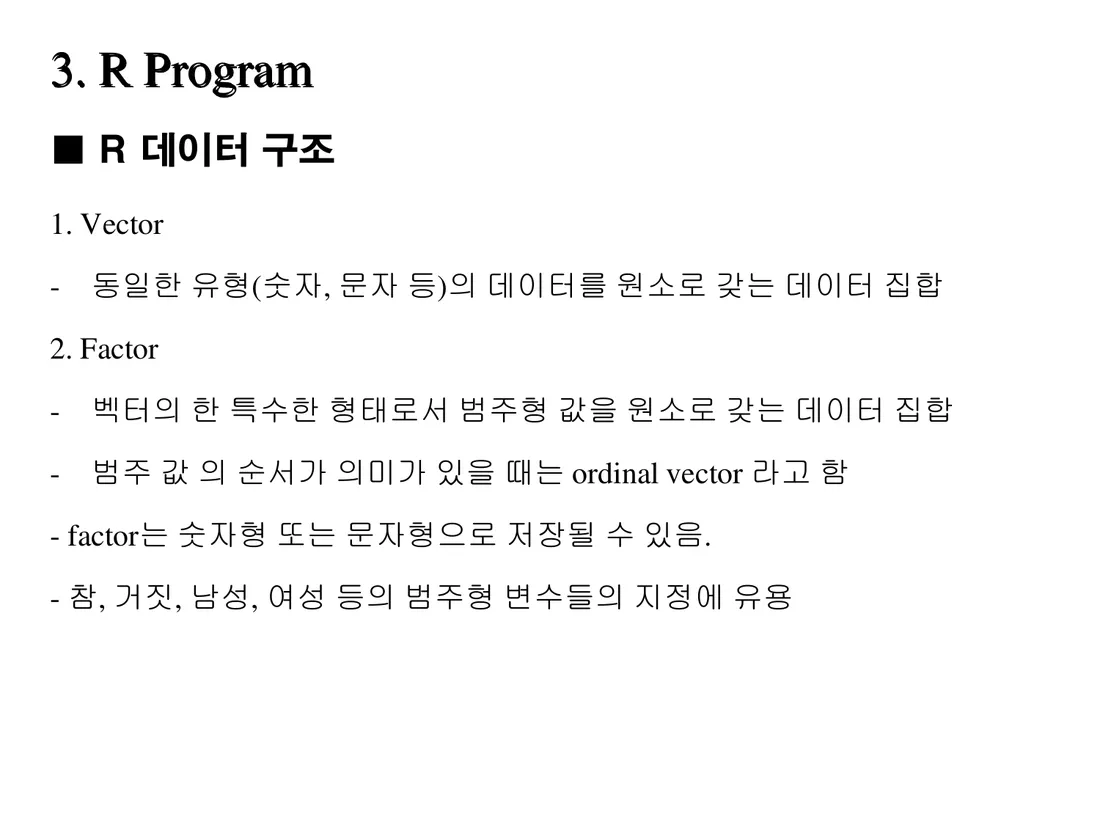 3. R Program
■ R 데이터 구조
1. Vector
- 동일한 유형(숫자, 문자 등)의 데이터를 원소로 갖는 데이터 집합
2. Factor
- 벡터의 한 특수한 형태로서 범주형 값을 원소로 갖는 데이터 집합
- 범주 값 의 순서가 의미가 있을 때는 ordinal vector 라고 함
- factor는 숫자형 또는 문자형으로 저장될 수 있음.
- 참, 거짓, 남성, 여성 등의 범주형 변수들의 지정에 유용